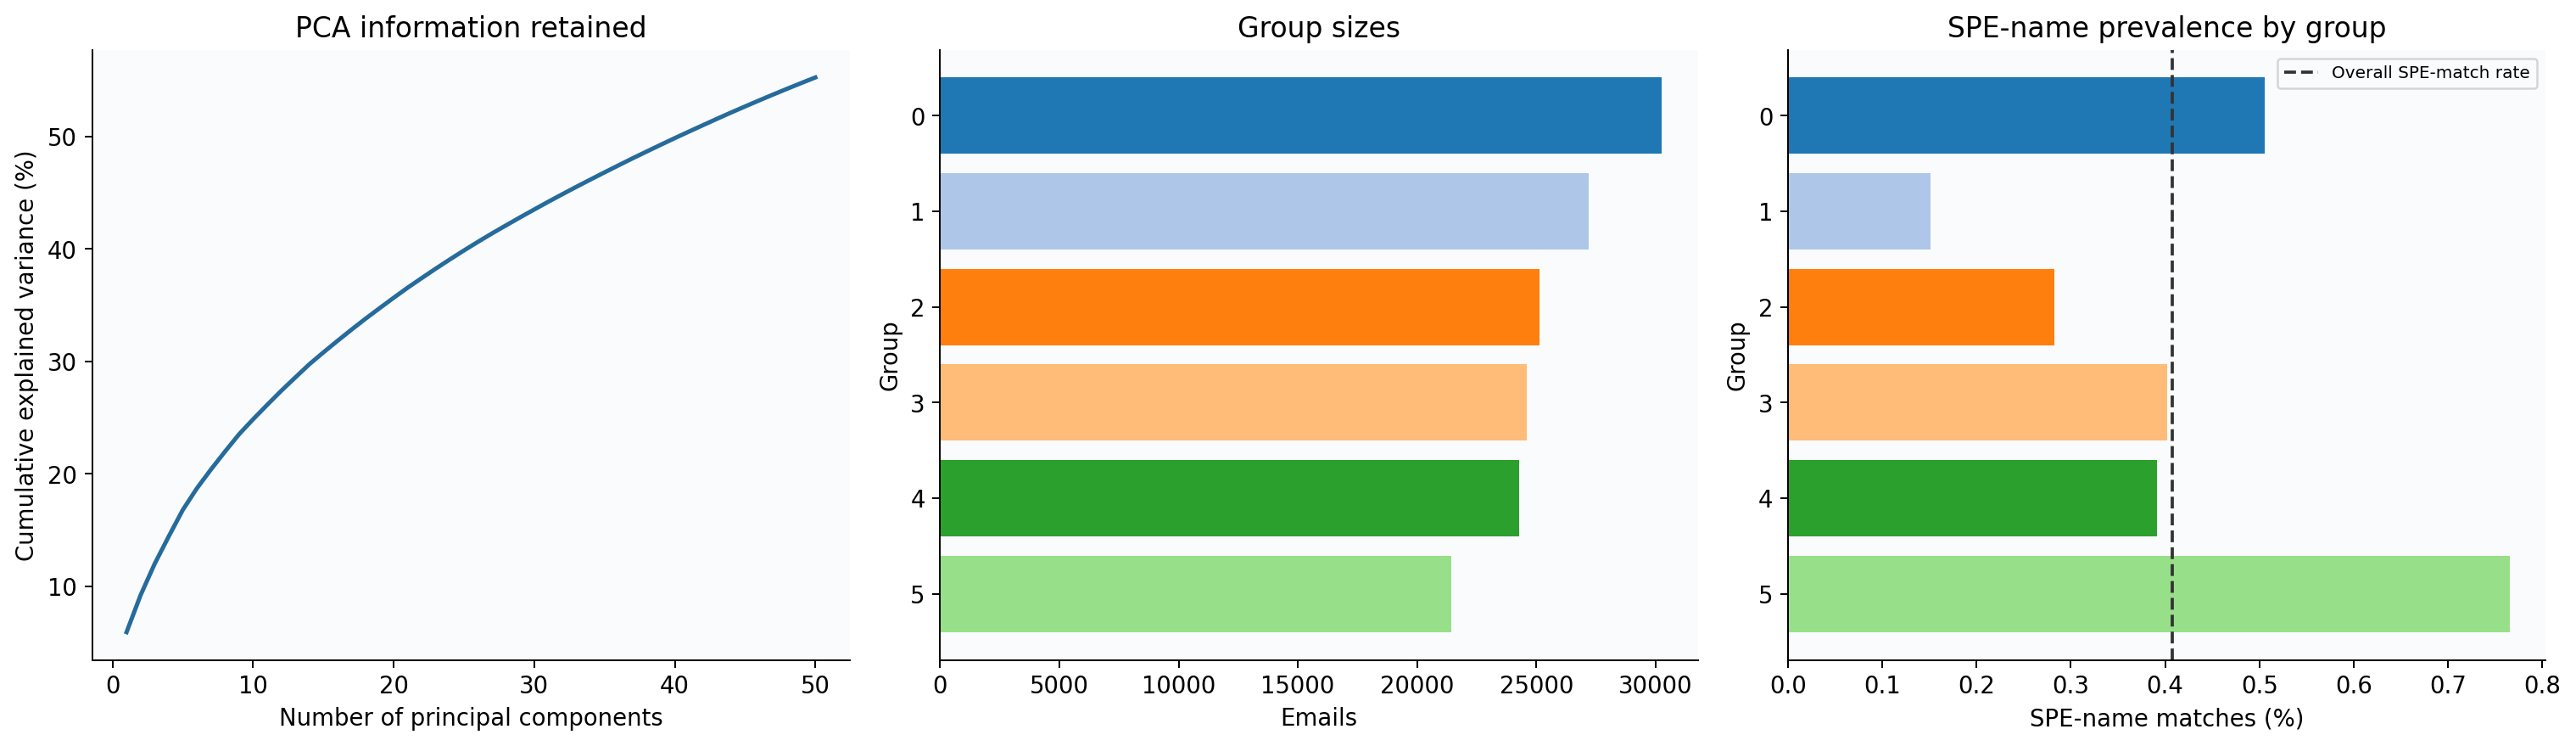 PCA information retained
Cumulative explained variance (%)
50
40
30
20
10
0 10 20 30 40 50
Number of principal components
Group sizes
Group
0
1
2
3
4
5
0 5000 10000 15000 20000 25000 30000
Emails
SPE-name prevalence by group
Overall SPE-match rate
Group
0
1
2
3
4
5
0.0 0.1 0.2 0.3 0.4 0.5 0.6 0.7 0.8
SPE-name matches (%)